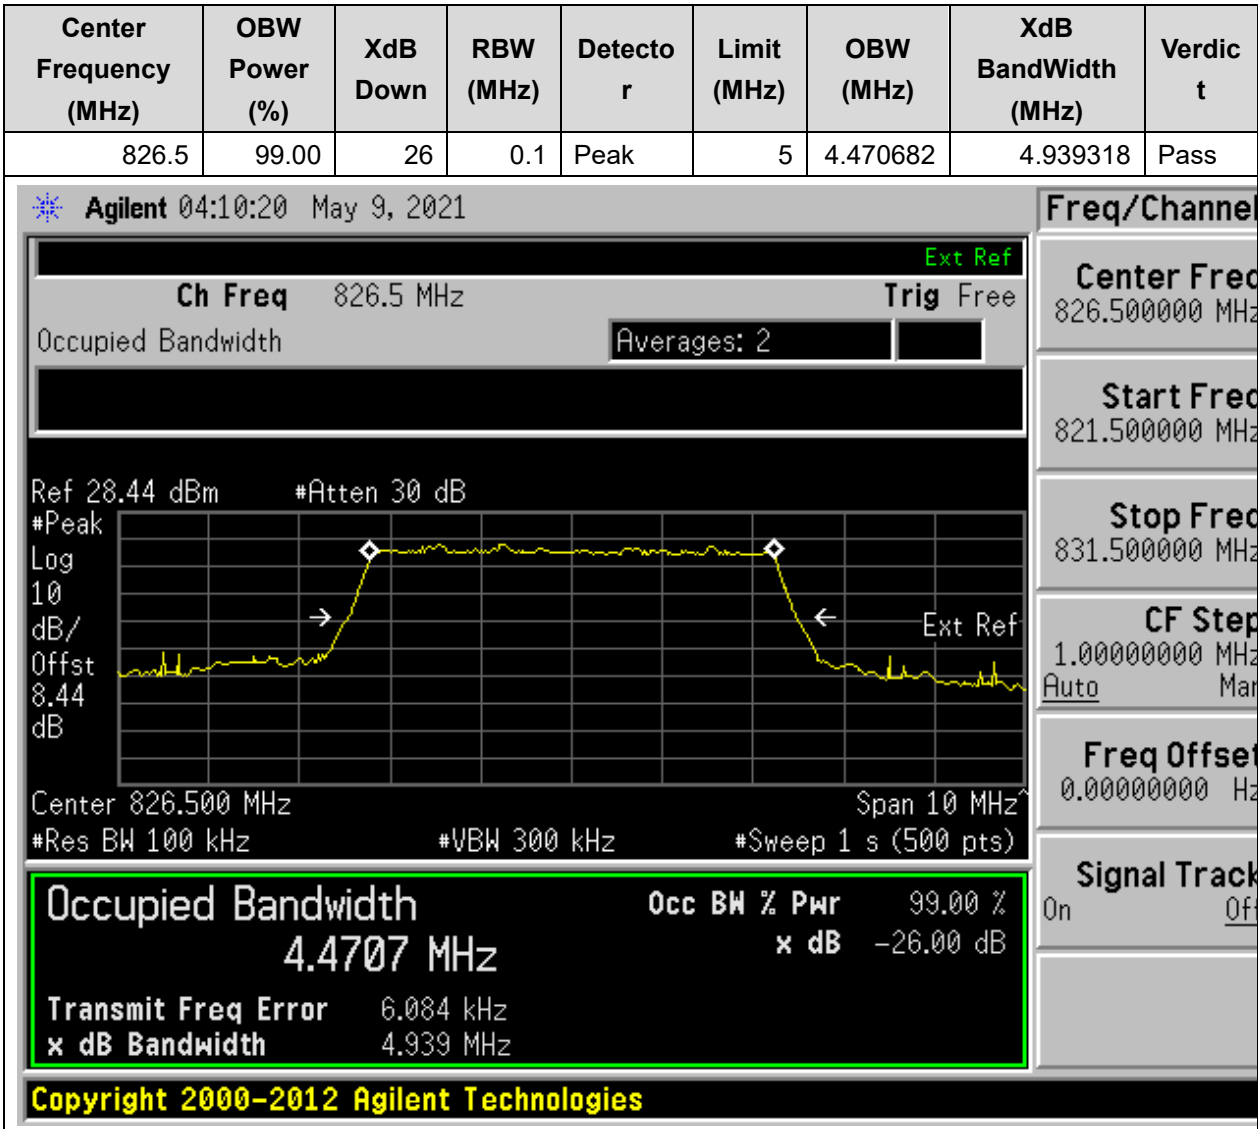 Center Frequency (MHz) OBW Power (%) XdB Down RBW (MHz) Detecto r Limit (MHz) OBW (MHz) XdB BandWidth (MHz) Verdic t
826.5 99.00 26 0.1 Peak 5 4.470682 4.939318 Pass
Agilent 04:10:20 May 9, 2021 Freq/Channel
Ext Ref
Ch Freq 826.5 MHz Trig Free
Occupied Bandwidth Averages: 2
Center Freq
826.500000 MHz
Start Freq
821.500000 MHz
Stop Freq
831.500000 MHz
CF Step
1.00000000 MHz
Auto Man
Freq Offset
0.00000000 Hz
Signal Track
On Off
Ref 28.44 dBm #Atten 30 dB
#Peak
Log
10
dB/
Offst
8.44
dB
Ext Ref
Center 826.500 MHz Span 10 MHz^
#Res BW 100 kHz #VBW 300 kHz #Sweep 1 s (500 pts)
Occupied Bandwidth Occ BW % Pwr 99.00 %
4.4707 MHz x dB -26.00 dB
Transmit Freq Error 6.084 kHz
x dB Bandwidth 4.939 MHz
Copyright 2000-2012 Agilent Technologies